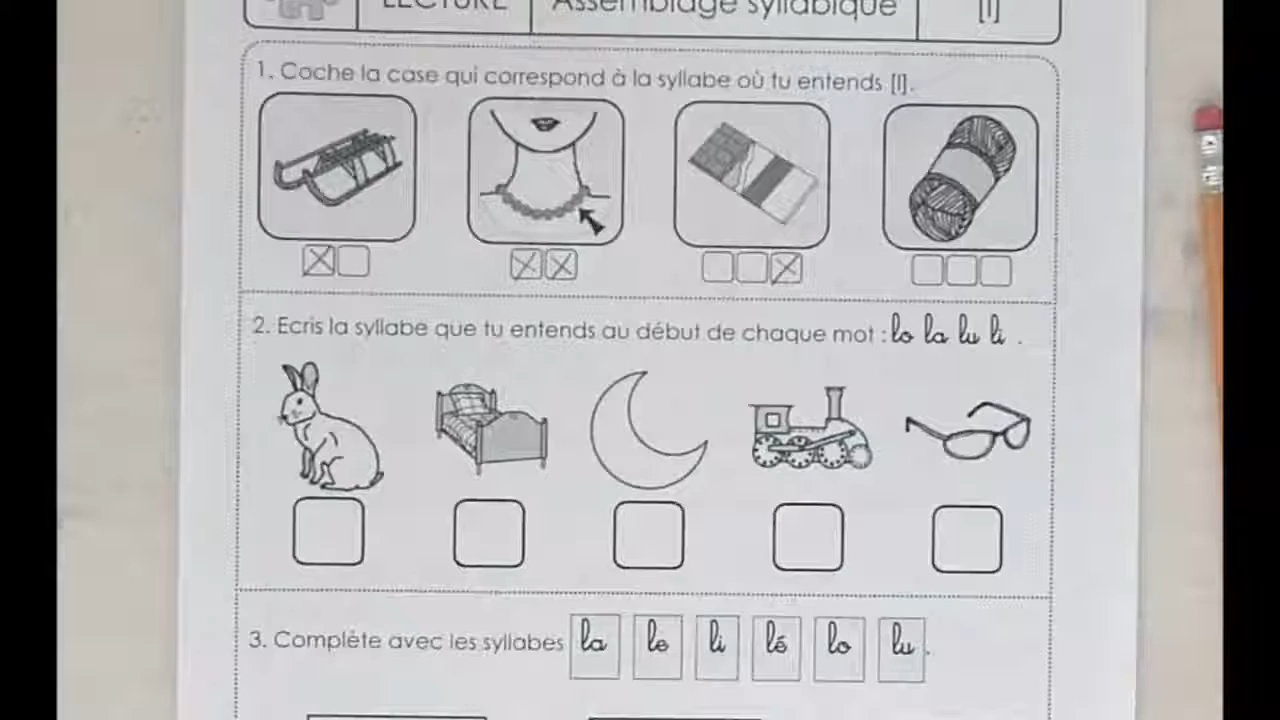 LECTURE Assemblage syllabique [l]
1. Coche la case qui correspond à la syllabe où tu entends [l].
2. Ecris la syllabe que tu entends au début de chaque mot : lo la lu li .
3. Complète avec les syllabes la le li lé lo lu .